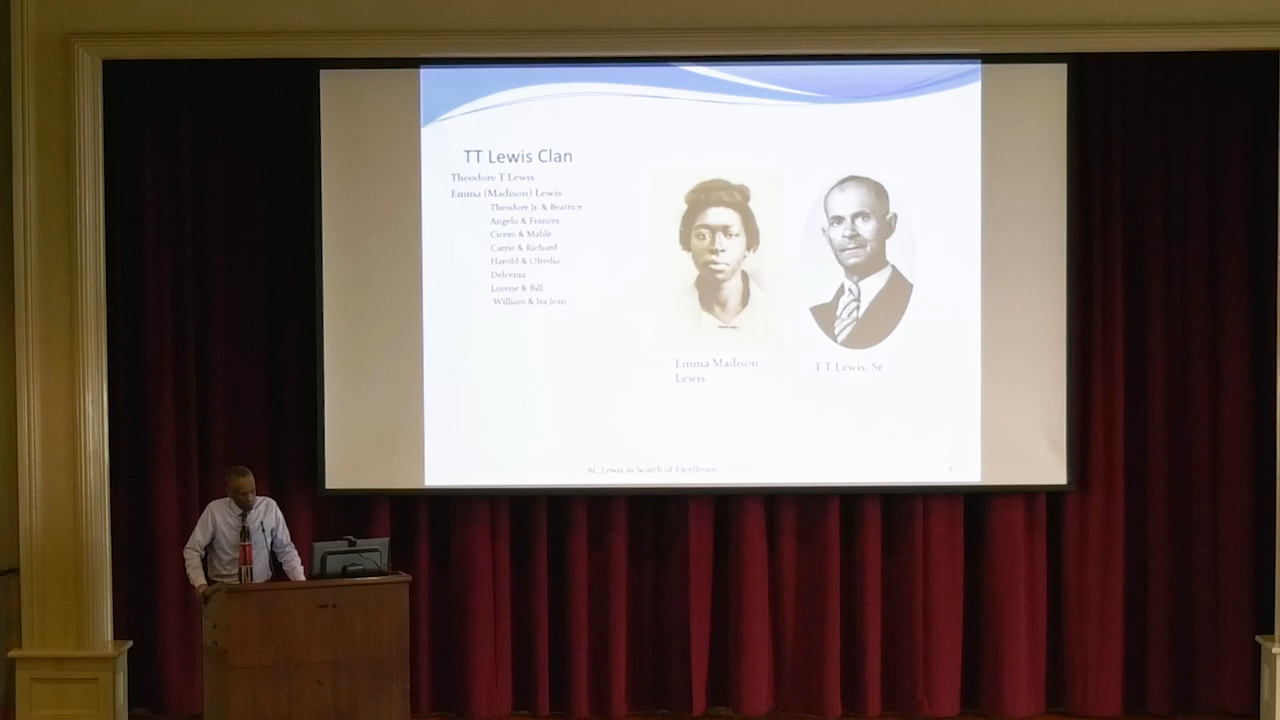 TT Lewis Clan
Theodore T Lewis
Emma (Madison) Lewis
Theodore Jr. & Beatrice
Angelo & Frances
Cicero & Mable
Carrie & Richard
Harold & Ofredia
Delcenia
Lorene & Bill
William & Ira Jean
Emma Madison
Lewis
T T Lewis, Sr
AC Lewis in Search of Excellence